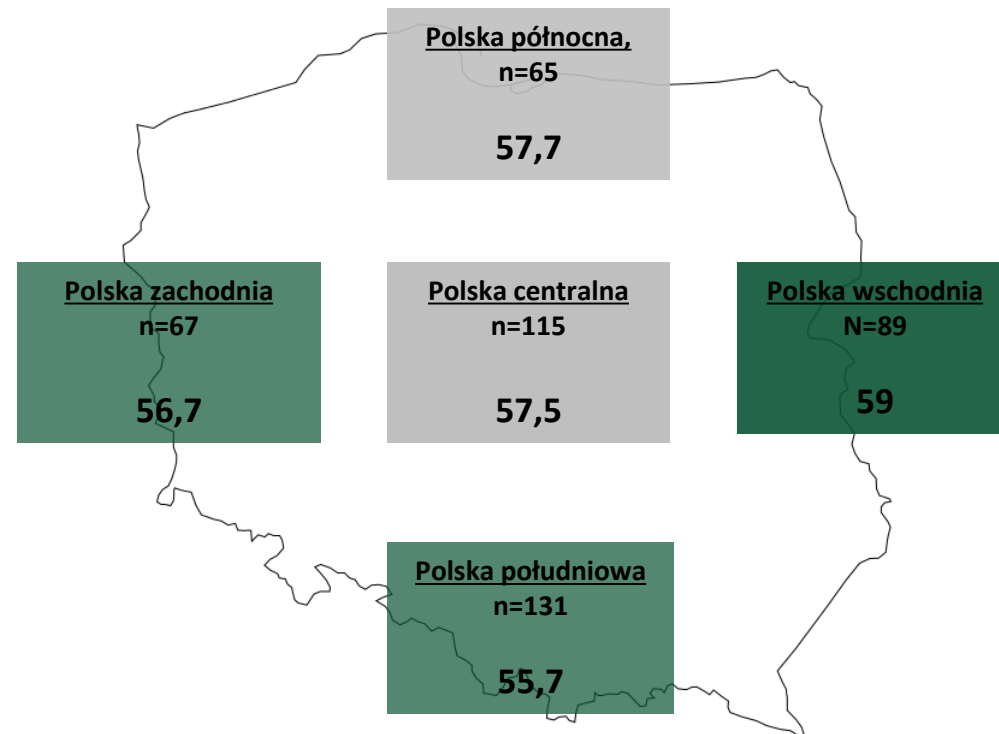 Polska północna,
n=65
57,7
Polska zachodnia
n=67
56,7
Polska centralna
n=115
57,5
Polska wschodnia
N=89
59
Polska południowa
n=131
55,7